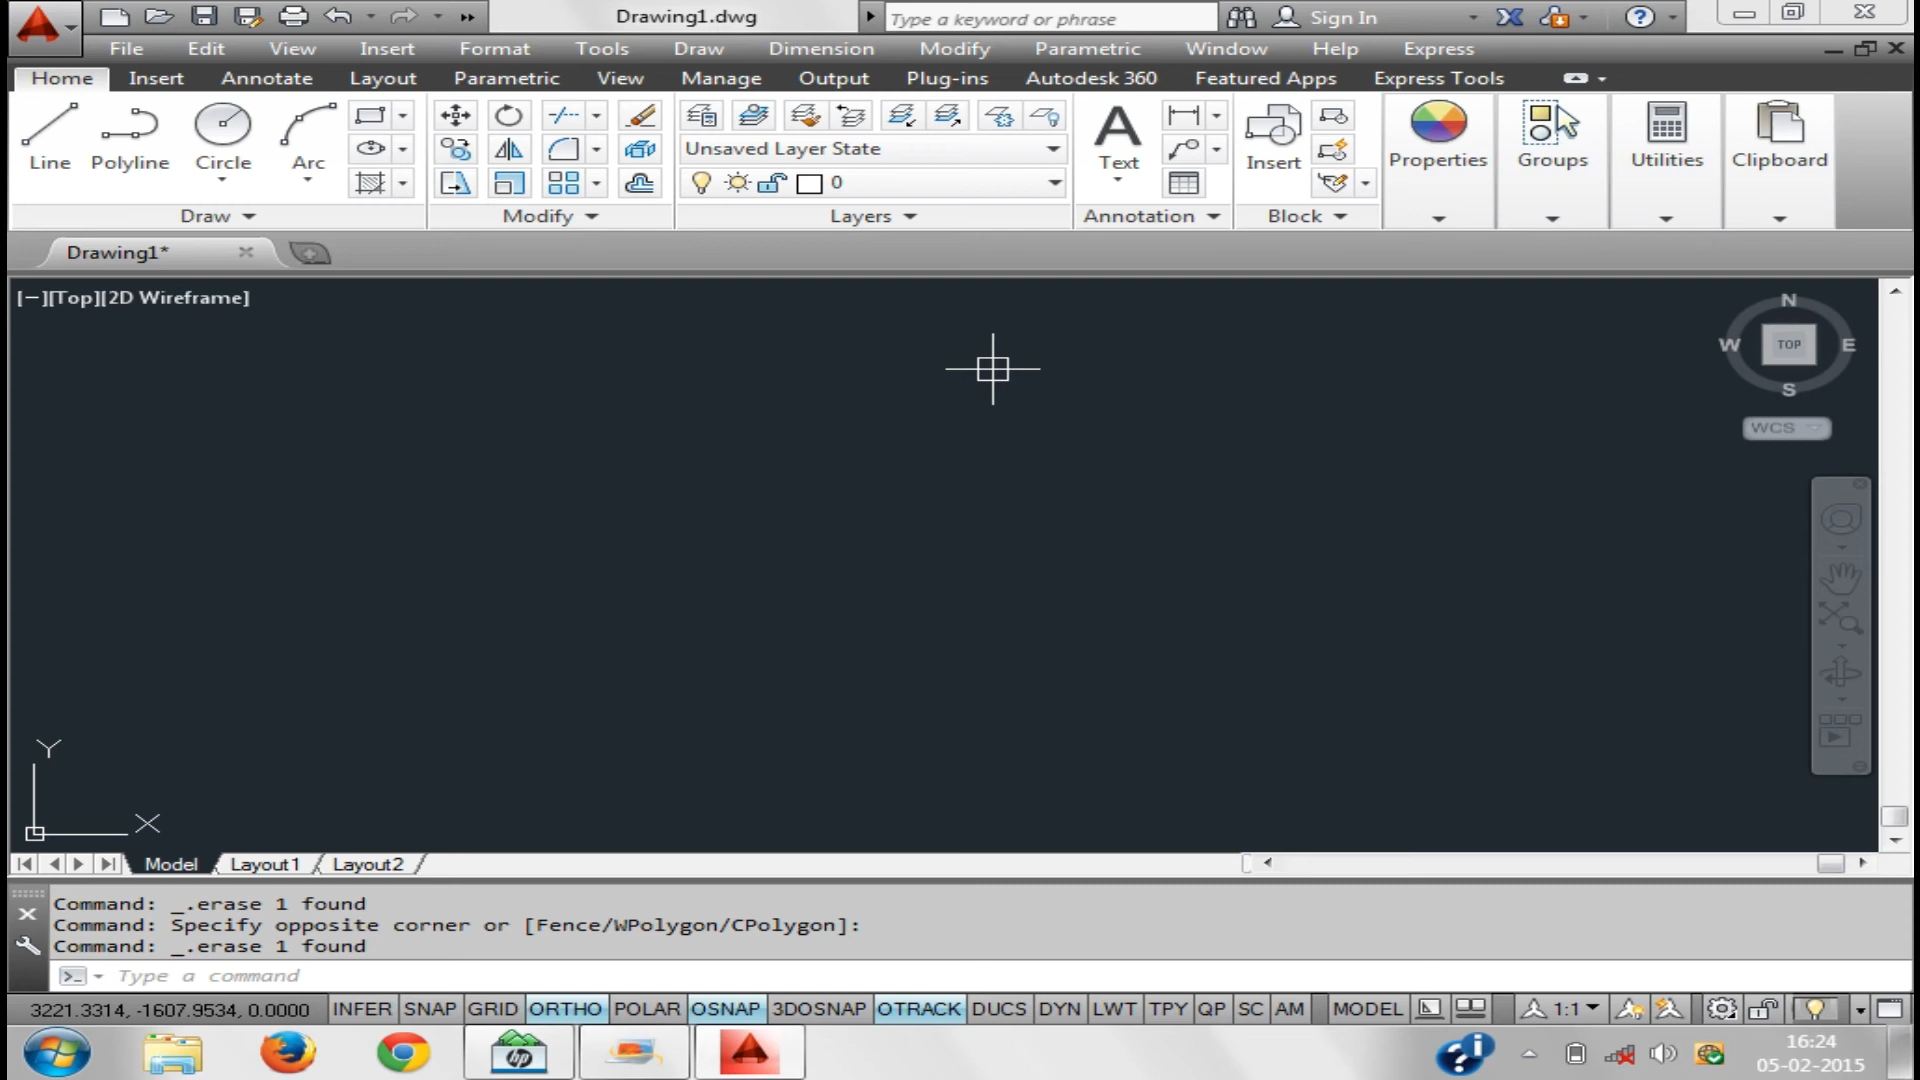 Drawing1.dwg
Type a keyword or phrase
Sign In
File Edit View Insert Format Tools Draw Dimension Modify Parametric Window Help Express
Home Insert Annotate Layout Parametric View Manage Output Plug-ins Autodesk 360 Featured Apps Express Tools
Line Polyline Circle Arc
Unsaved Layer State
0
Text
Insert
Properties Groups Utilities Clipboard
Draw Modify Layers Annotation Block
Drawing1*
[−][Top][2D Wireframe]
N
W TOP E
S
WCS
Y
X
Model Layout1 Layout2
Command: _.erase 1 found
Command: Specify opposite corner or [Fence/WPolygon/CPolygon]:
Command: _.erase 1 found
Type a command
3221.3314, -1607.9534, 0.0000 INFER SNAP GRID ORTHO POLAR OSNAP 3DOSNAP OTRACK DUCS DYN LWT TPY QP SC AM MODEL 1:1
hp
16:24
05-02-2015